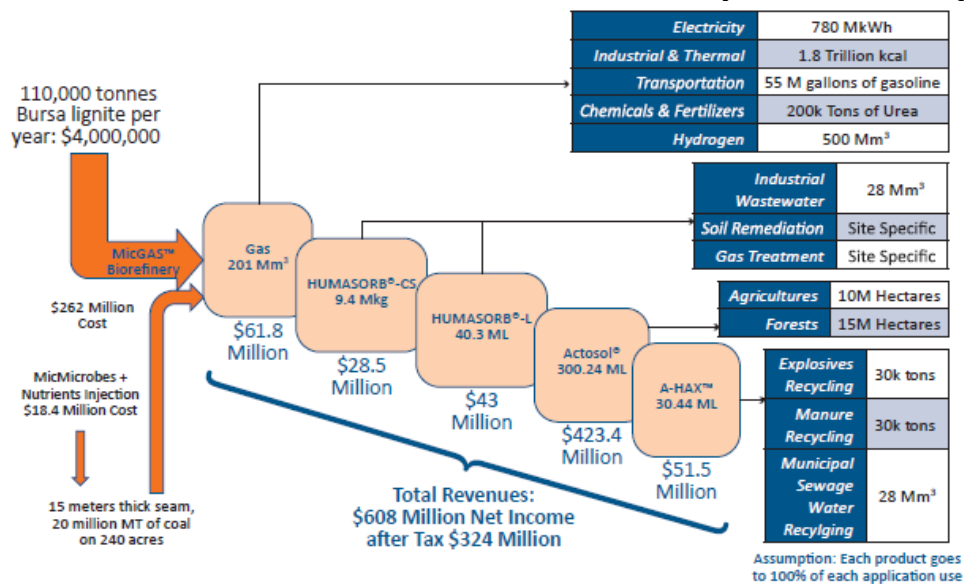 Electricity 780 MkWh
Industrial & Thermal 1.8 Trillion kcal
Transportation 55 M gallons of gasoline
Chemicals & Fertilizers 200k Tons of Urea
Hydrogen 500 Mm³
110,000 tonnes
Bursa lignite per
year: $4,000,000
MicGAS™
Biorefinery
$262 Million
Cost
MicMicrobes +
Nutrients Injection
$18.4 Million Cost
15 meters thick seam,
20 million MT of coal
on 240 acres
Gas
201 Mm³
$61.8
Million
HUMASORB®-CS
9.4 Mkg
$28.5
Million
HUMASORB®-L
40.3 ML
$43
Million
Actosol®
300.24 ML
$423.4
Million
A-HAX™
30.44 ML
$51.5
Million
Total Revenues:
$608 Million Net Income
after Tax $324 Million
Industrial
Wastewater 28 Mm³
Soil Remediation Site Specific
Gas Treatment Site Specific
Agricultures 10M Hectares
Forests 15M Hectares
Explosives
Recycling 30k tons
Manure
Recycling 30k tons
Municipal
Sewage
Water
Recylging 28 Mm³
Assumption: Each product goes
to 100% of each application use